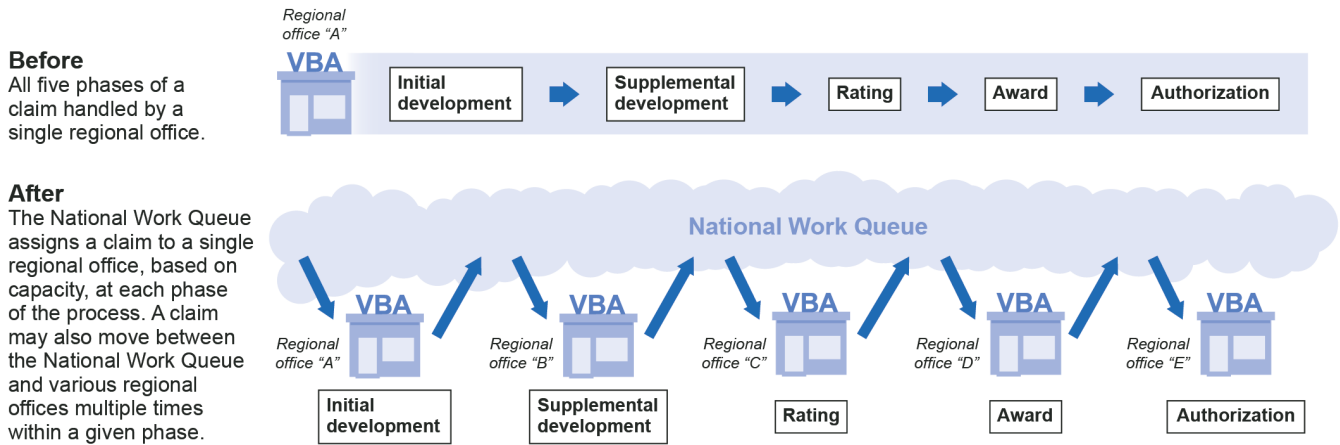 Regional
office “A”
VBA
Before
All five phases of a
claim handled by a
single regional office.
Initial
development
Supplemental
development
Rating
Award
Authorization
After
The National Work Queue
assigns a claim to a single
regional office, based on
capacity, at each phase
of the process. A claim
may also move between
the National Work Queue
and various regional
offices multiple times
within a given phase.
National Work Queue
VBA
Regional
office “A”
Initial
development
VBA
Regional
office “B”
Supplemental
development
VBA
Regional
office “C”
Rating
VBA
Regional
office “D”
Award
VBA
Regional
office “E”
Authorization